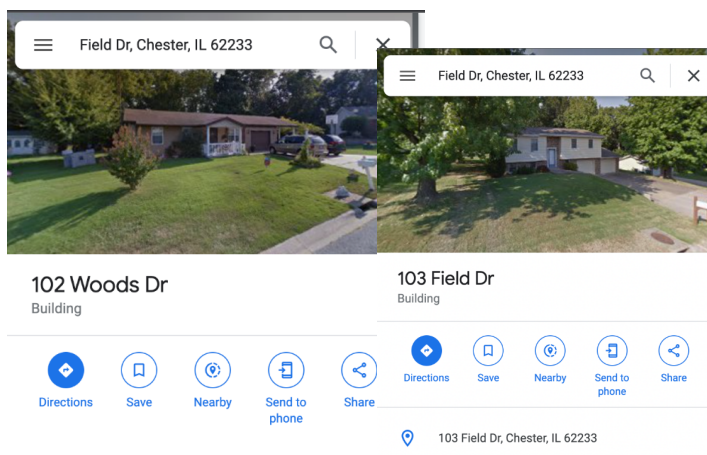 Field Dr, Chester, IL 62233
102 Woods Dr
Building
Directions
Save
Nearby
Send to
phone
Share
Field Dr, Chester, IL 62233
103 Field Dr
Building
Directions
Save
Nearby
Send to
phone
Share
103 Field Dr, Chester, IL 62233